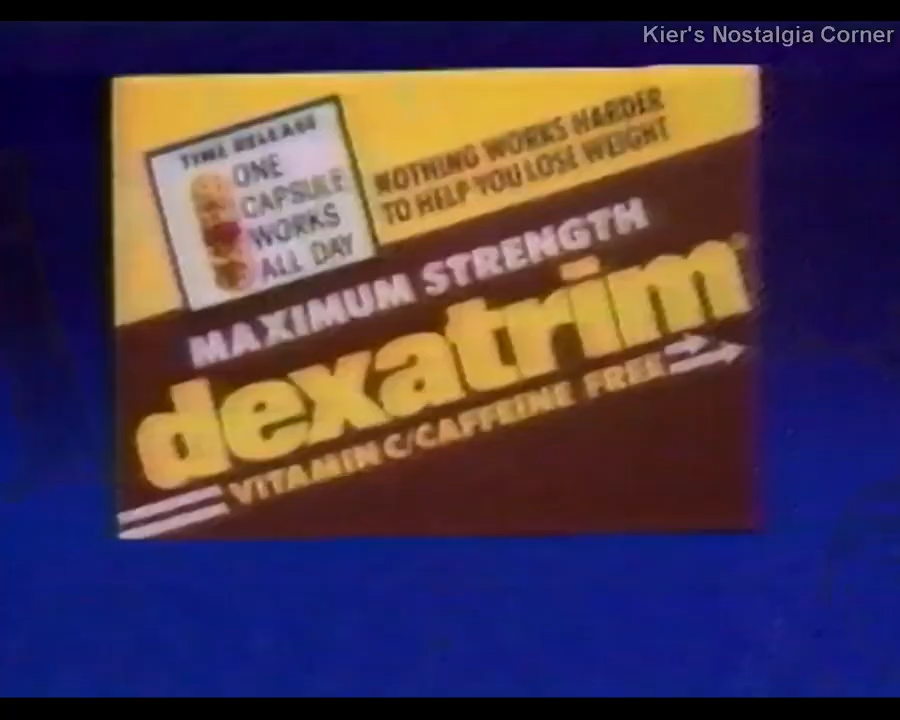 Kier's Nostalgia Corner
TIME RELEASE
ONE
CAPSULE
WORKS
ALL DAY
NOTHING WORKS HARDER
TO HELP YOU LOSE WEIGHT
MAXIMUM STRENGTH
dexatrim
VITAMIN C/CAFFEINE FREE